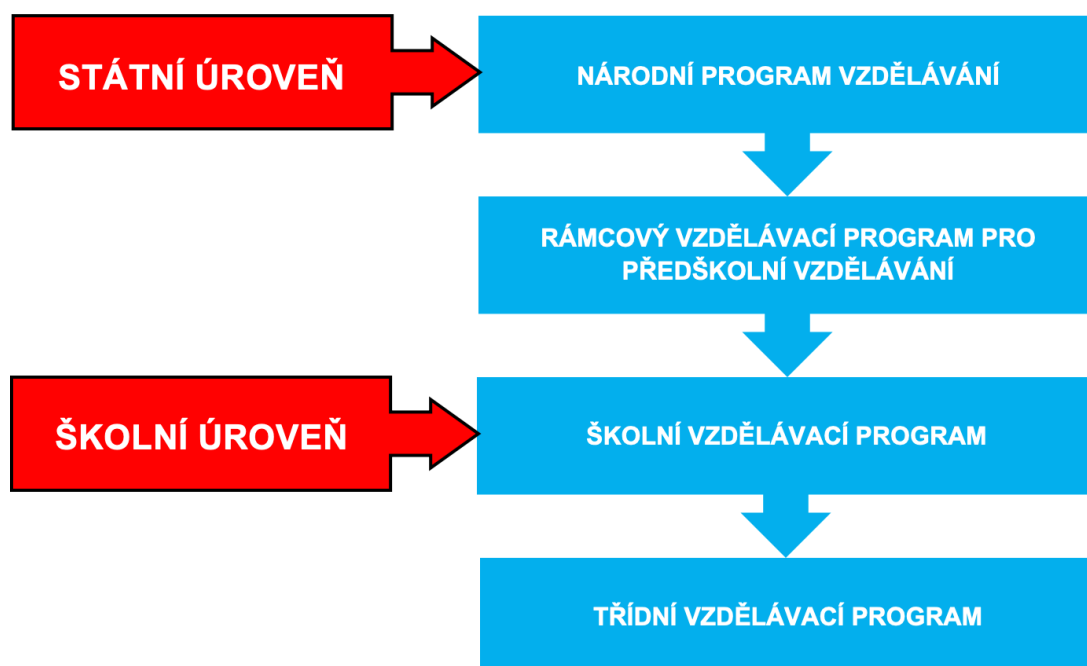 STÁTNÍ ÚROVEŇ
NÁRODNÍ PROGRAM VZDĚLÁVÁNÍ
RÁMCOVÝ VZDĚLÁVACÍ PROGRAM PRO
PŘEDŠKOLNÍ VZDĚLÁVÁNÍ
ŠKOLNÍ ÚROVEŇ
ŠKOLNÍ VZDĚLÁVACÍ PROGRAM
TŘÍDNÍ VZDĚLÁVACÍ PROGRAM